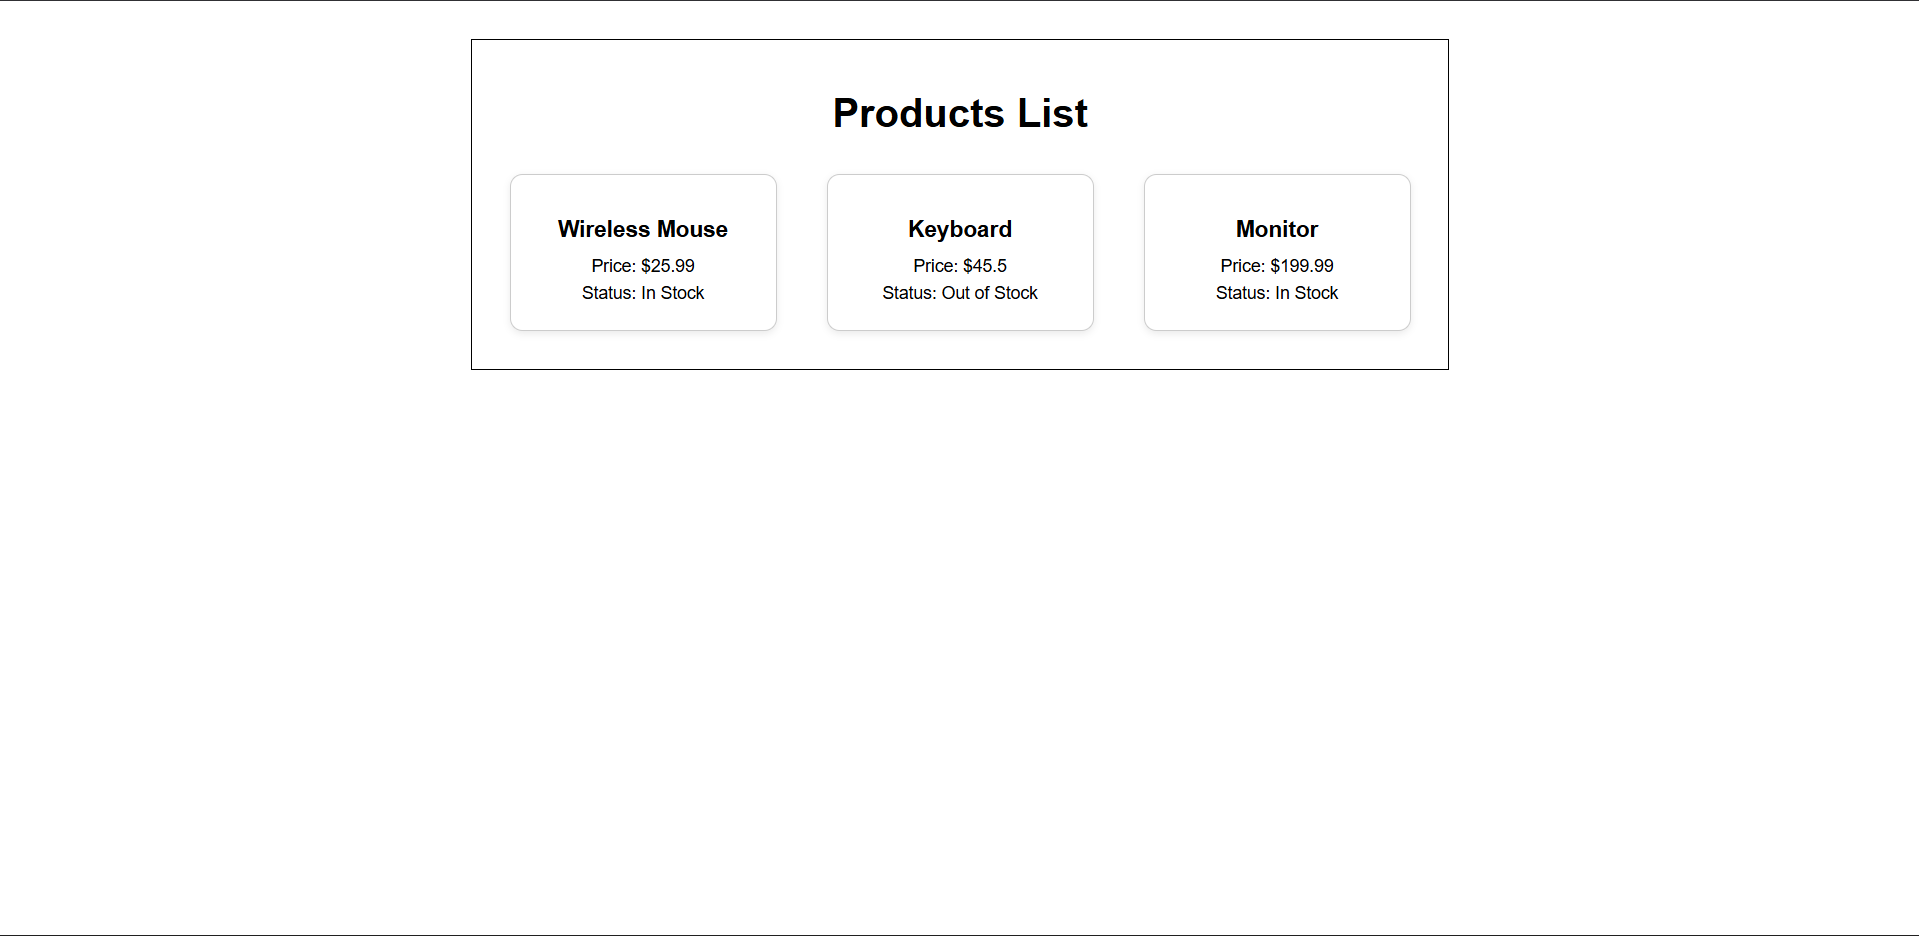 Products List
Wireless Mouse
Price: $25.99
Status: In Stock
Keyboard
Price: $45.5
Status: Out of Stock
Monitor
Price: $199.99
Status: In Stock